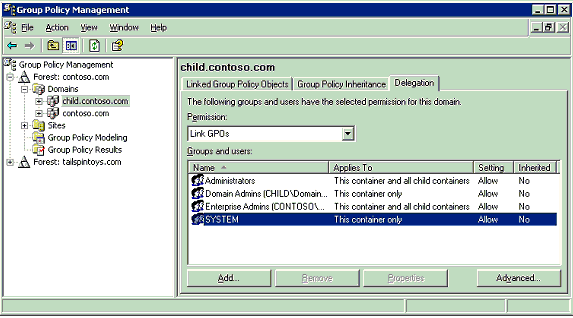 Group Policy Management
File Action View Window Help
Group Policy Management
Forest: contoso.com
Domains
child.contoso.com
contoso.com
Sites
Group Policy Modeling
Group Policy Results
Forest: tailspintoys.com
child.contoso.com
Linked Group Policy Objects Group Policy Inheritance Delegation
The following groups and users have the selected permission for this domain.
Permission:
Link GPOs
Groups and users:
Name Applies To Setting Inherited
Administrators This container and all child containers Allow No
Domain Admins (CHILD\Domain... This container only Allow No
Enterprise Admins (CONTOSO\... This container and all child containers Allow No
SYSTEM This container only Allow No
Add... Remove Properties Advanced...